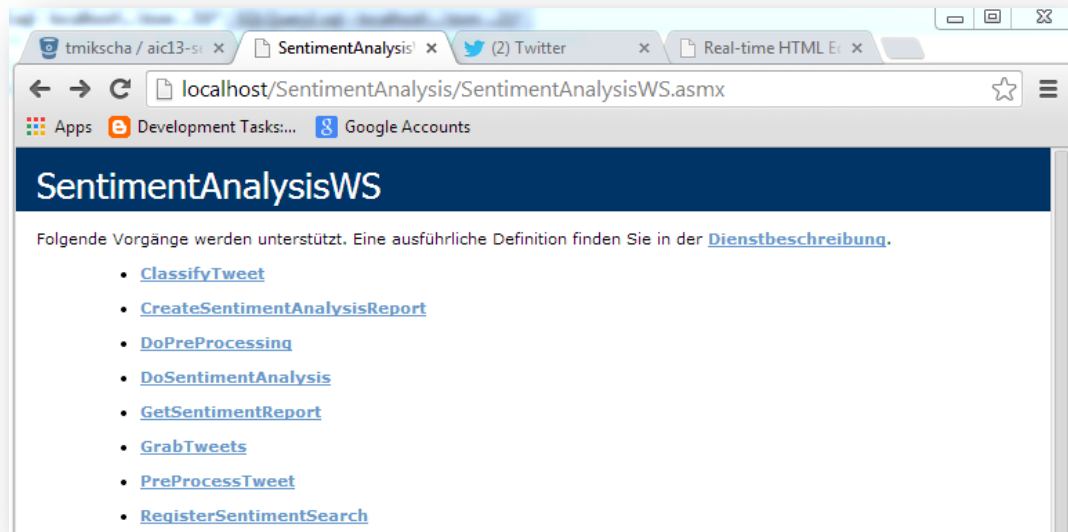 tmikscha / aic13-s
SentimentAnalysis
(2) Twitter
Real-time HTML E
localhost/SentimentAnalysis/SentimentAnalysisWS.asmx
Apps
Development Tasks:...
8 Google Accounts
SentimentAnalysisWS
Folgende Vorgänge werden unterstützt. Eine ausführliche Definition finden Sie in der Dienstbeschreibung.
• ClassifyTweet
• CreateSentimentAnalysisReport
• DoPreProcessing
• DoSentimentAnalysis
• GetSentimentReport
• GrabTweets
• PreProcessTweet
• RegisterSentimentSearch